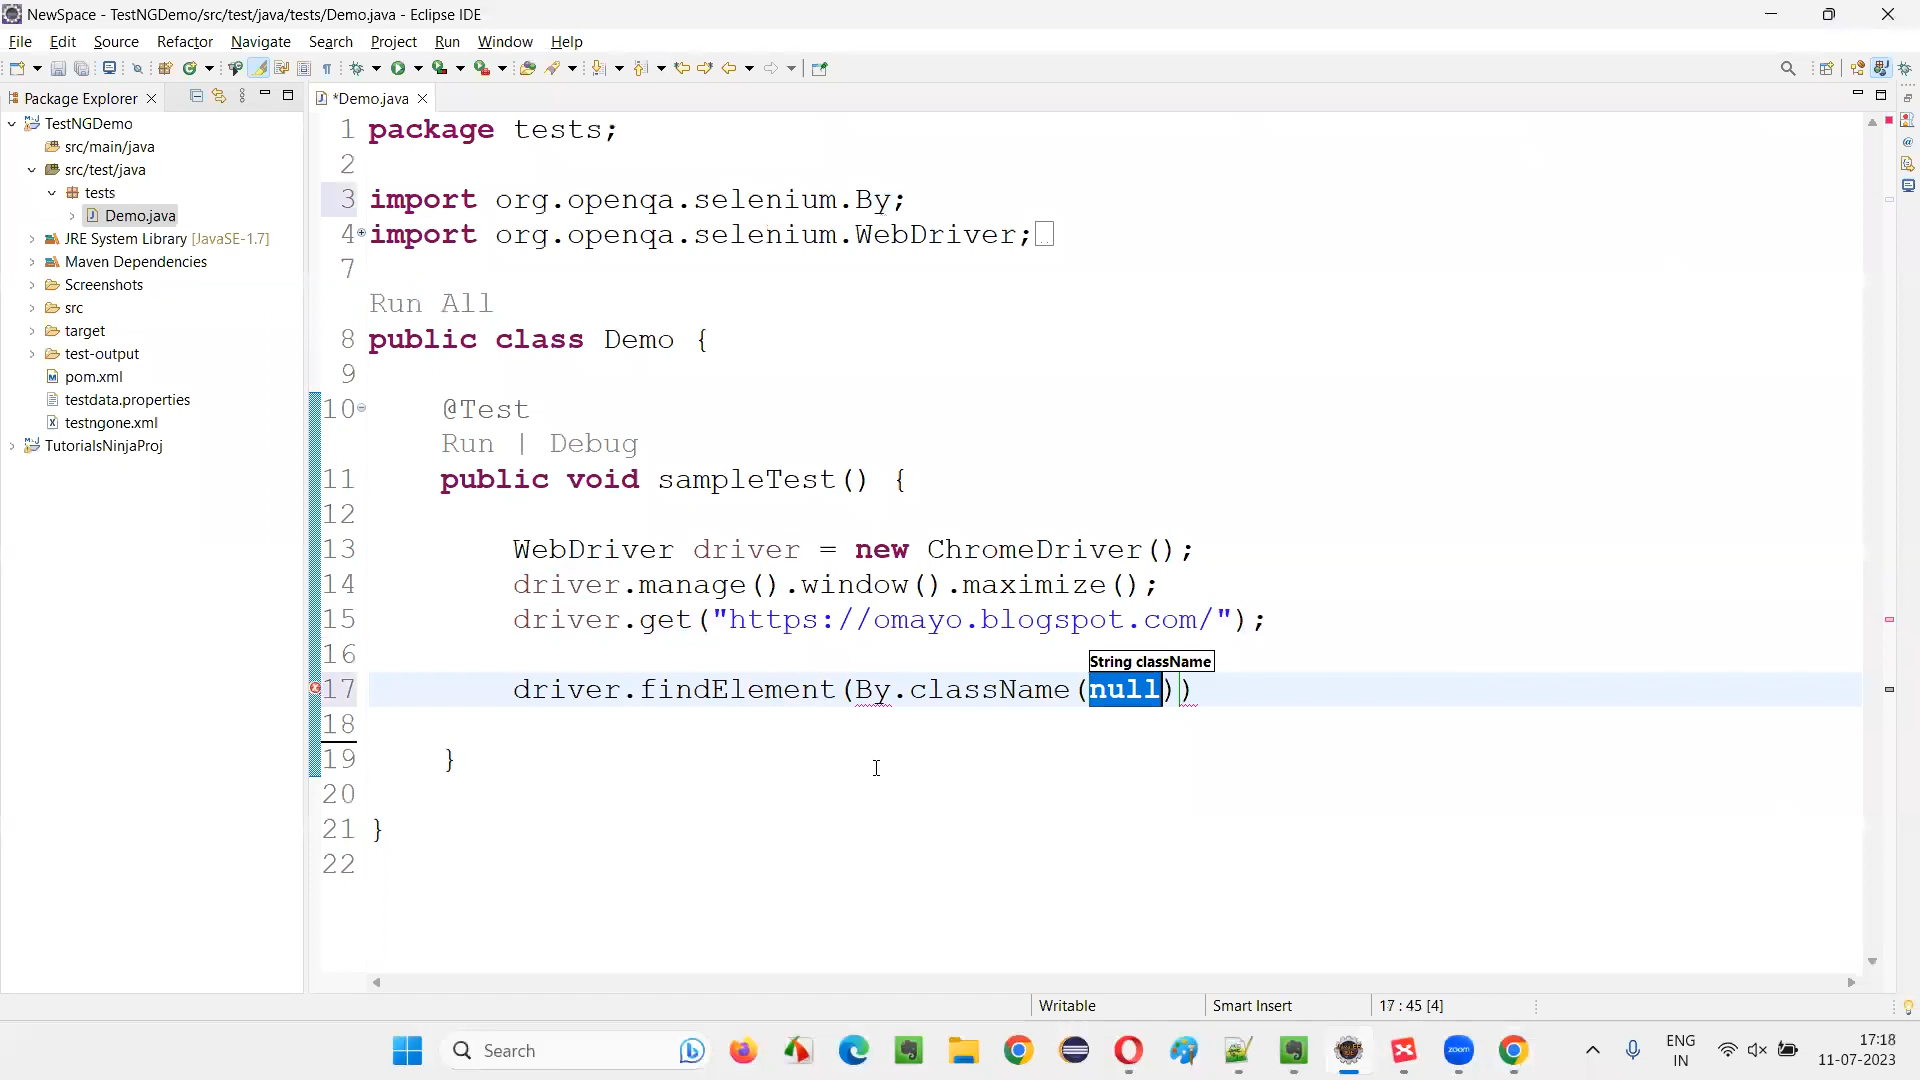 NewSpace - TestNGDemo/src/test/java/tests/Demo.java - Eclipse IDE
File Edit Source Refactor Navigate Search Project Run Window Help
Package Explorer
*Demo.java
TestNGDemo
src/main/java
src/test/java
tests
Demo.java
JRE System Library [JavaSE-1.7]
Maven Dependencies
Screenshots
src
target
test-output
pom.xml
testdata.properties
testngone.xml
TutorialsNinjaProj
1 package tests;
2
3 import org.openqa.selenium.By;
4 import org.openqa.selenium.WebDriver;
7
Run All
8 public class Demo {
9
10 @Test
Run | Debug
11 public void sampleTest() {
12
13 WebDriver driver = new ChromeDriver();
14 driver.manage().window().maximize();
15 driver.get("https://omayo.blogspot.com/");
16
String className
17 driver.findElement(By.className(null))
18
19 }
20
21 }
22
Writable Smart Insert 17 : 45 [4]
Search
zoom
ENG
IN
17:18
11-07-2023